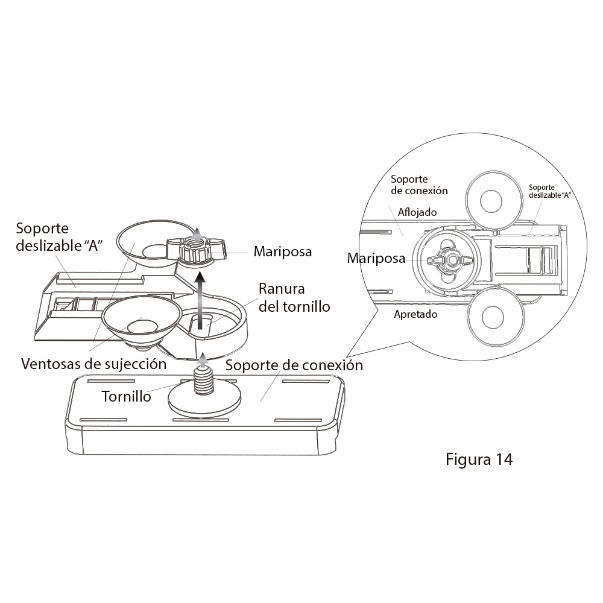 Soporte
deslizable "A"
Mariposa
Ranura
del tornillo
Ventosas de sujección
Soporte de conexión
Tornillo
Soporte
de conexión
Soporte
deslizable "A"
Aflojado
Mariposa
Apretado
Figura 14